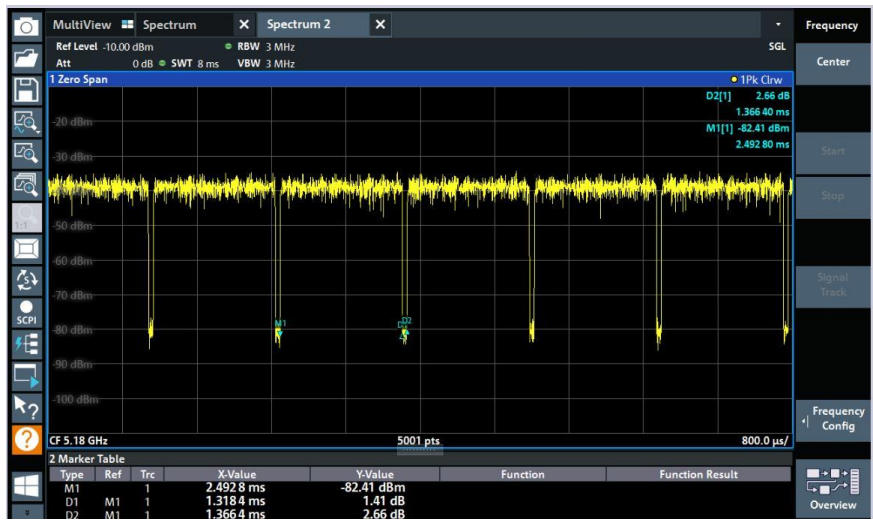 MultiView Spectrum X Spectrum 2 X
Frequency
Ref Level -10.00 dBm RBW 3 MHz SGL
Att 0 dB SWT 8 ms VBW 3 MHz
Center
1 Zero Span 1Pk Clrw
D2[1] 2.66 dB
1.366 40 ms
M1[1] -82.41 dBm
2.492 80 ms
-20 dBm
-30 dBm
Start
Stop
1:1
-50 dBm
-60 dBm
-70 dBm
Signal
Track
SCPI
M1
D2
-80 dBm
-90 dBm
-100 dBm
Frequency
Config
CF 5.18 GHz 5001 pts 800.0 µs/
2 Marker Table
Type Ref Trc X-Value Y-Value Function Function Result
M1 1 2.492 8 ms -82.41 dBm
D1 M1 1 1.318 4 ms 1.41 dB
D2 M1 1 1.366 4 ms 2.66 dB
Overview